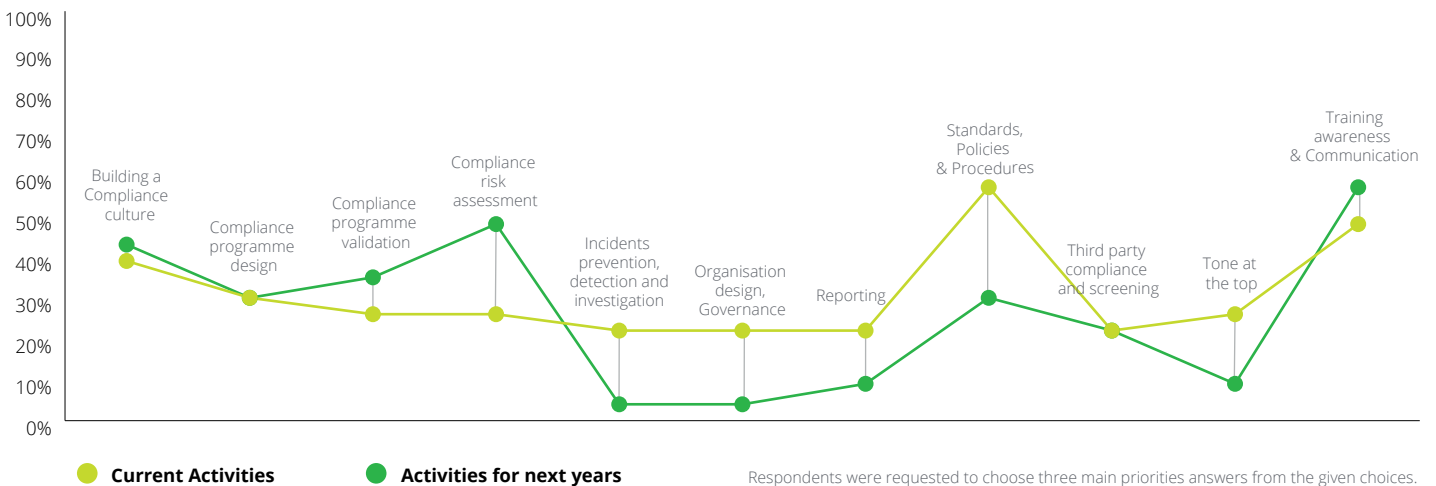 100%
90%
80%
70%
60%
50%
40%
30%
20%
10%
0%
Building a
Compliance
culture
Compliance
programme
design
Compliance
programme
validation
Compliance
risk
assessment
Incidents
prevention,
detection and
investigation
Organisation
design,
Governance
Reporting
Standards,
Policies
& Procedures
Third party
compliance
and screening
Tone at
the top
Training
awareness
& Communication
Current Activities
Activities for next years
Respondents were requested to choose three main priorities answers from the given choices.